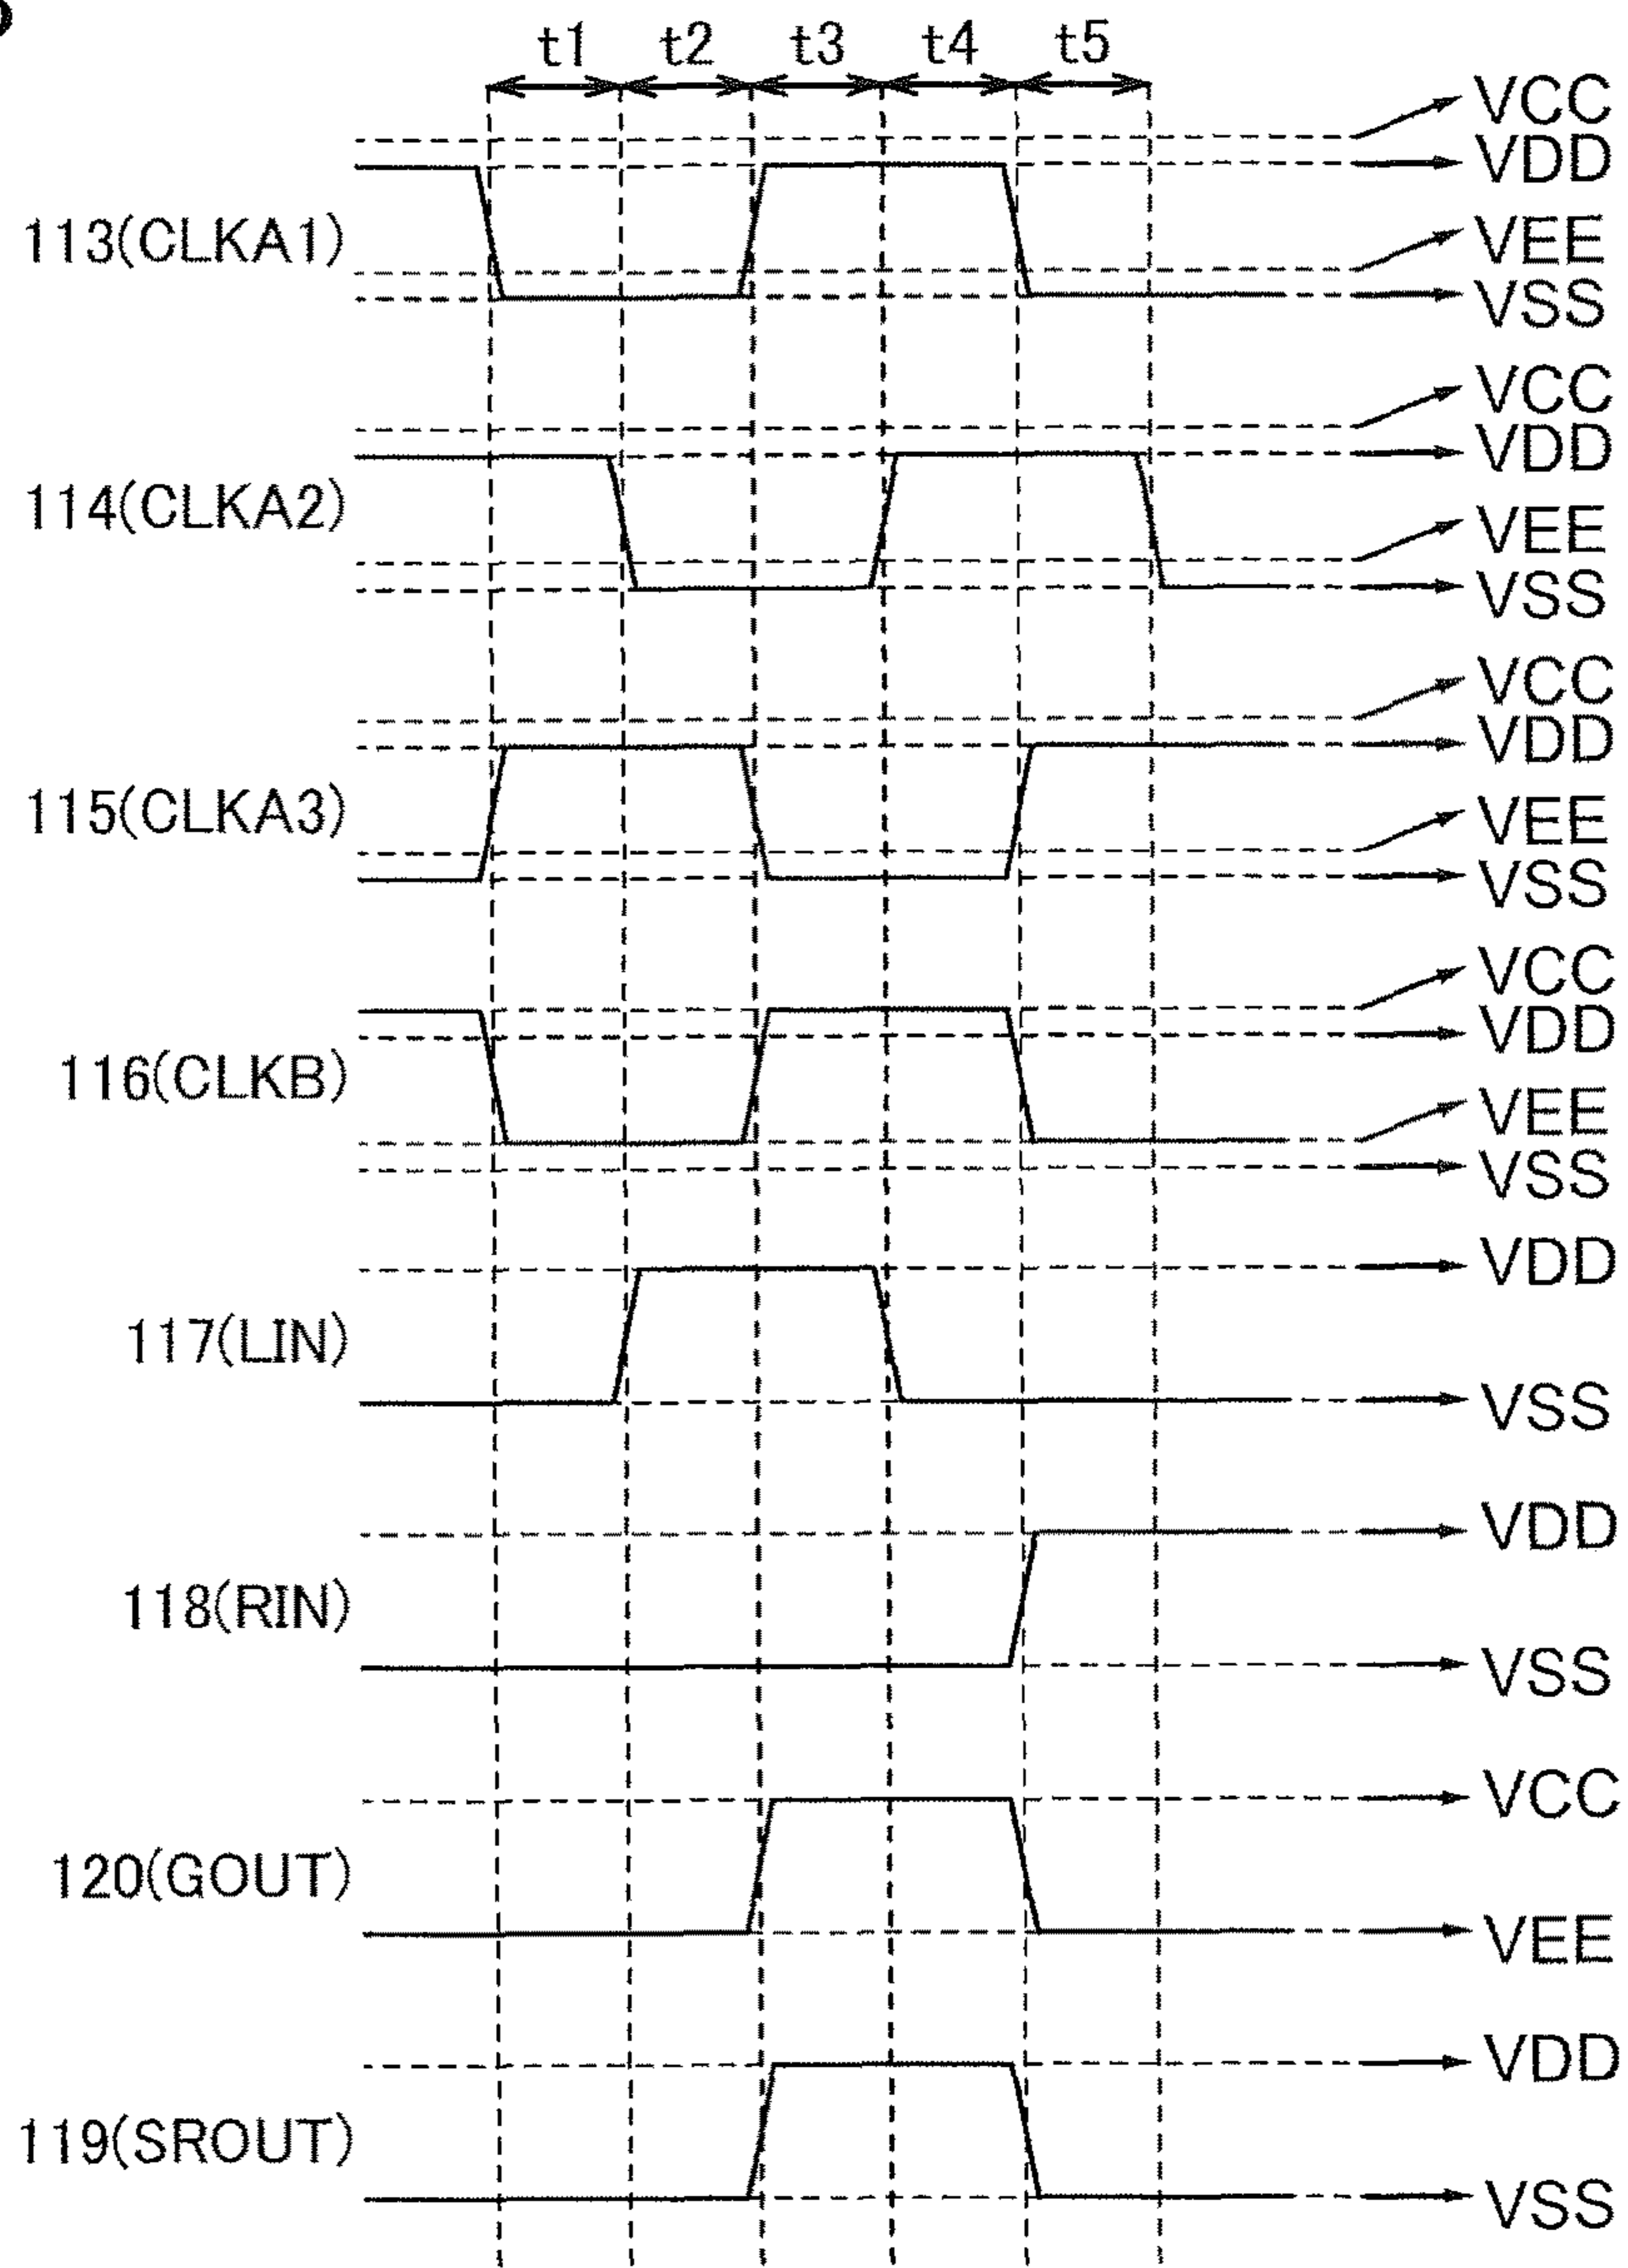 t1 t2 t3 t4 t5
VCC
VDD
113(CLKA1)
VEE
VSS
VCC
VDD
114(CLKA2)
VEE
VSS
VCC
VDD
115(CLKA3)
VEE
VSS
VCC
VDD
116(CLKB)
VEE
VSS
VDD
117(LIN)
VSS
VDD
118(RIN)
VSS
VCC
120(GOUT)
VEE
VDD
119(SROUT)
VSS